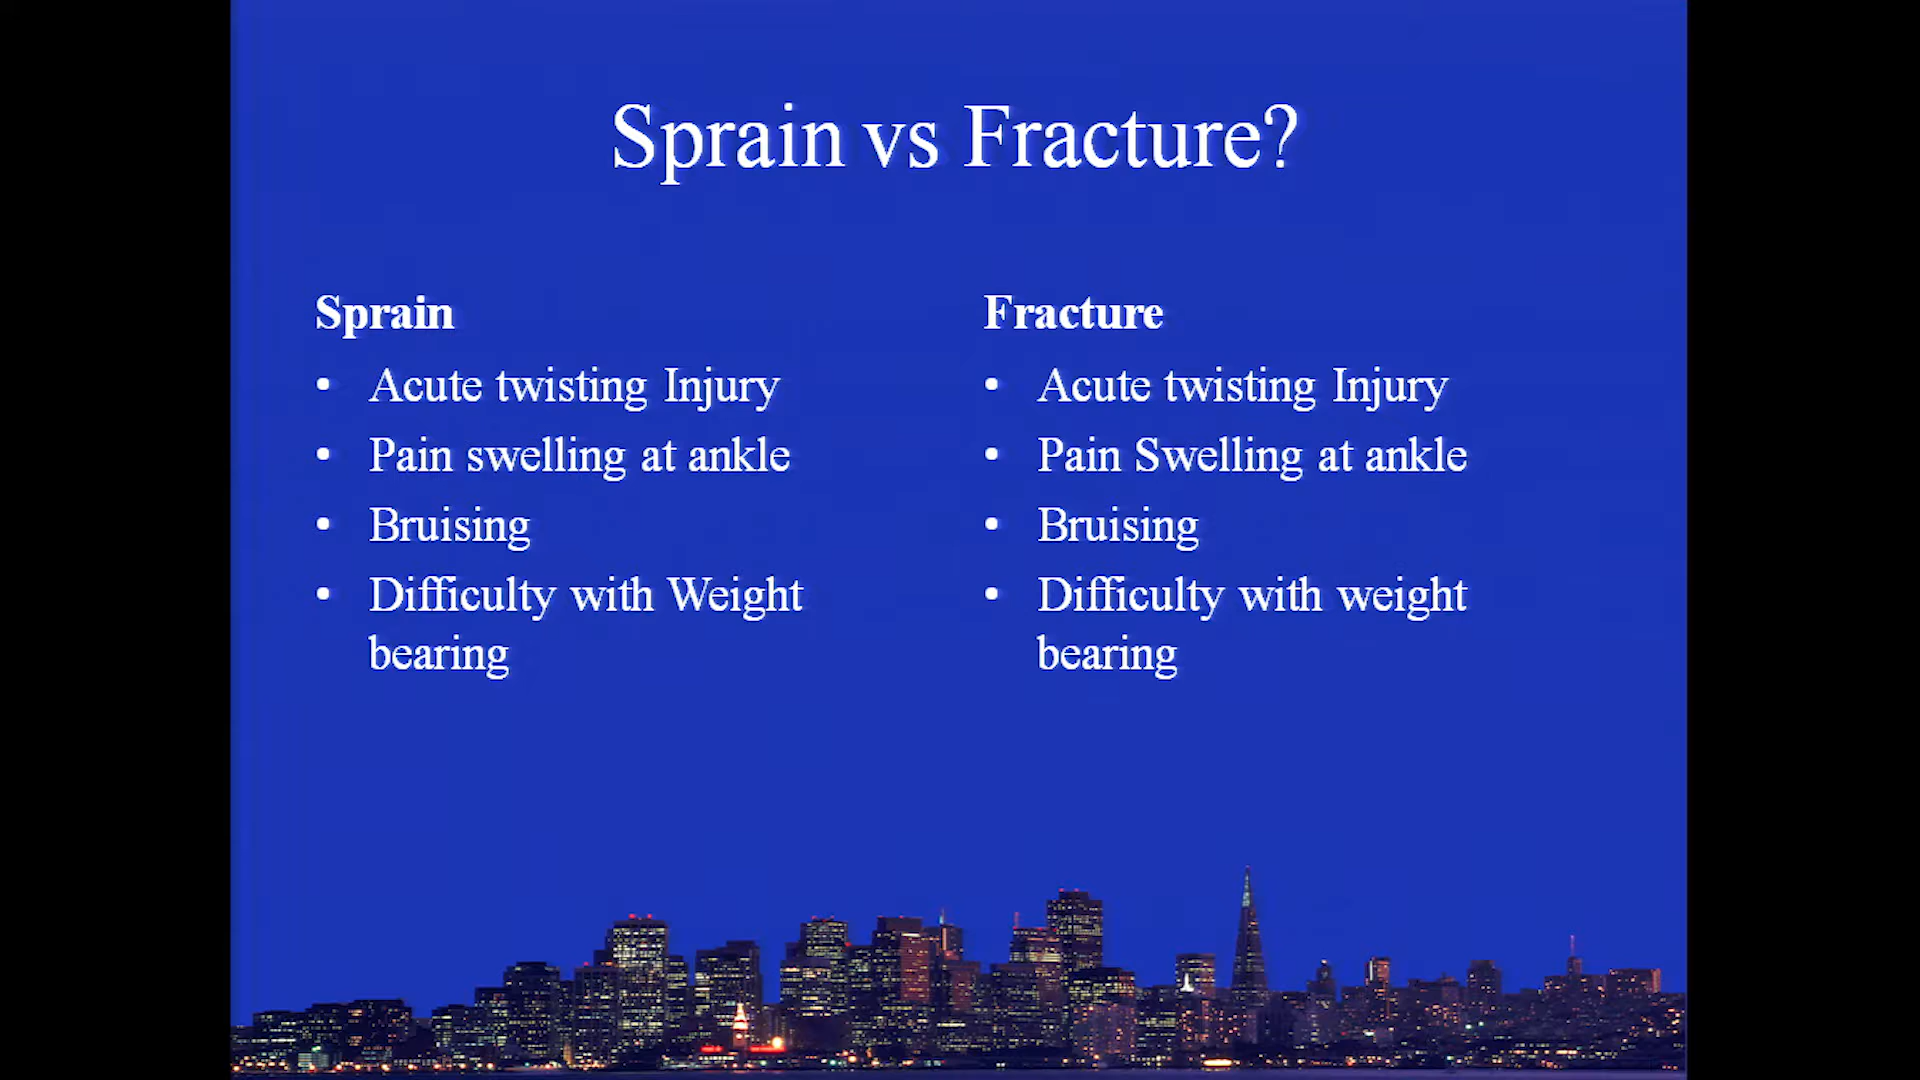 Sprain vs Fracture?
Sprain
• Acute twisting Injury
• Pain swelling at ankle
• Bruising
• Difficulty with Weight
bearing
Fracture
• Acute twisting Injury
• Pain Swelling at ankle
• Bruising
• Difficulty with weight
bearing